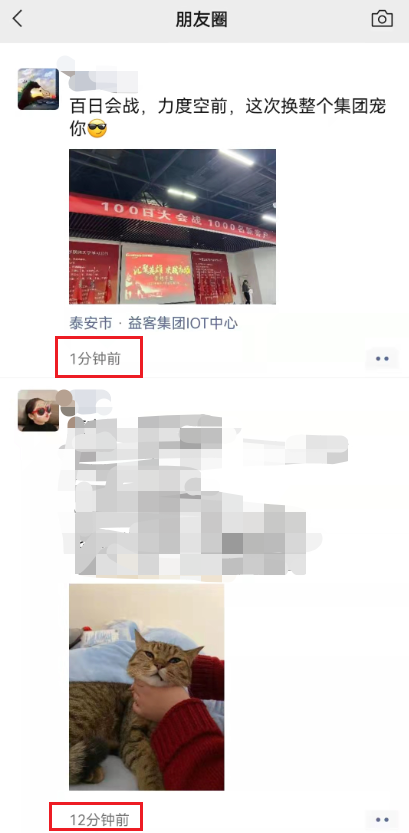 朋友圈
百日会战，力度空前，这次换整个集团宠
你😎
100日大会战 1000名新客户
泰安市 · 益客集团IOT中心
1分钟前
12分钟前